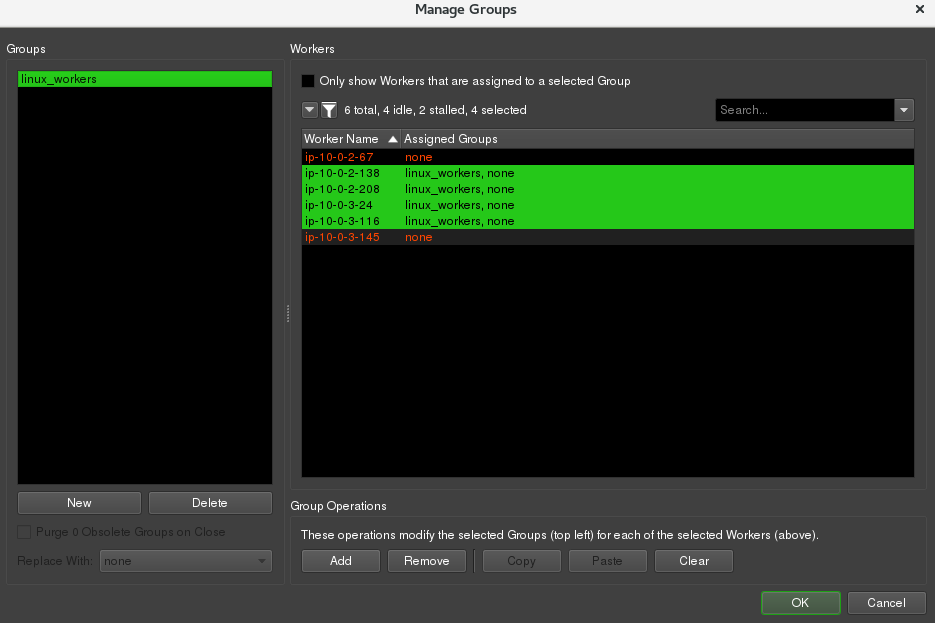 Manage Groups
Groups
linux_workers
New
Delete
Purge 0 Obsolete Groups on Close
Replace With:
none
Workers
Only show Workers that are assigned to a selected Group
6 total, 4 idle, 2 stalled, 4 selected
Search...
Worker Name Assigned Groups
ip-10-0-2-67 none
ip-10-0-2-138 linux_workers, none
ip-10-0-2-208 linux_workers, none
ip-10-0-3-24 linux_workers, none
ip-10-0-3-116 linux_workers, none
ip-10-0-3-145 none
Group Operations
These operations modify the selected Groups (top left) for each of the selected Workers (above).
Add Remove Copy Paste Clear
OK Cancel